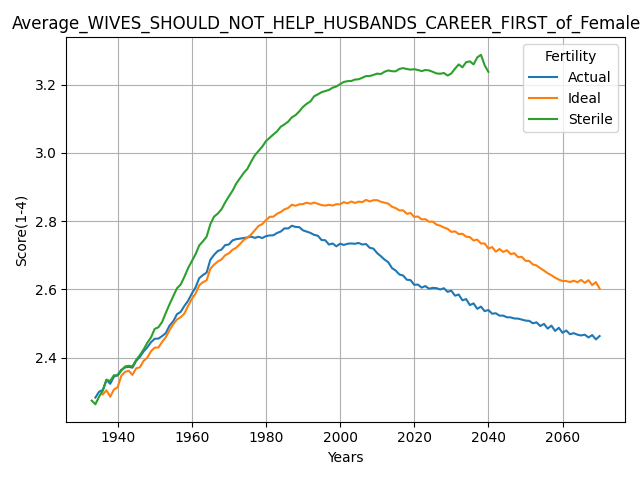 Average_WIVES_SHOULD_NOT_HELP_HUSBANDS_CAREER_FIRST_of_Female
Fertility
Actual
Ideal
Sterile
3.2
3.0
2.8
2.6
2.4
Score(1-4)
1940 1960 1980 2000 2020 2040 2060
Years